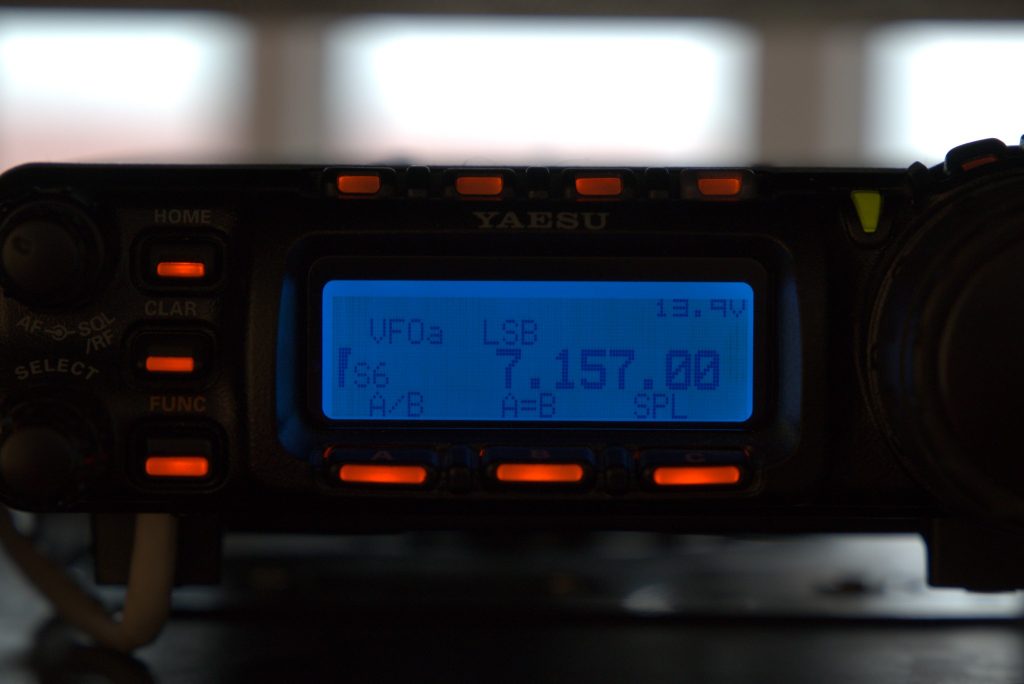 HOME
YAESU
CLAR
AF
SQL
/RF
SELECT
FUNC
13.9V
VFOa LSB
S6 7.157.00
A/B A=B SPL
A B C